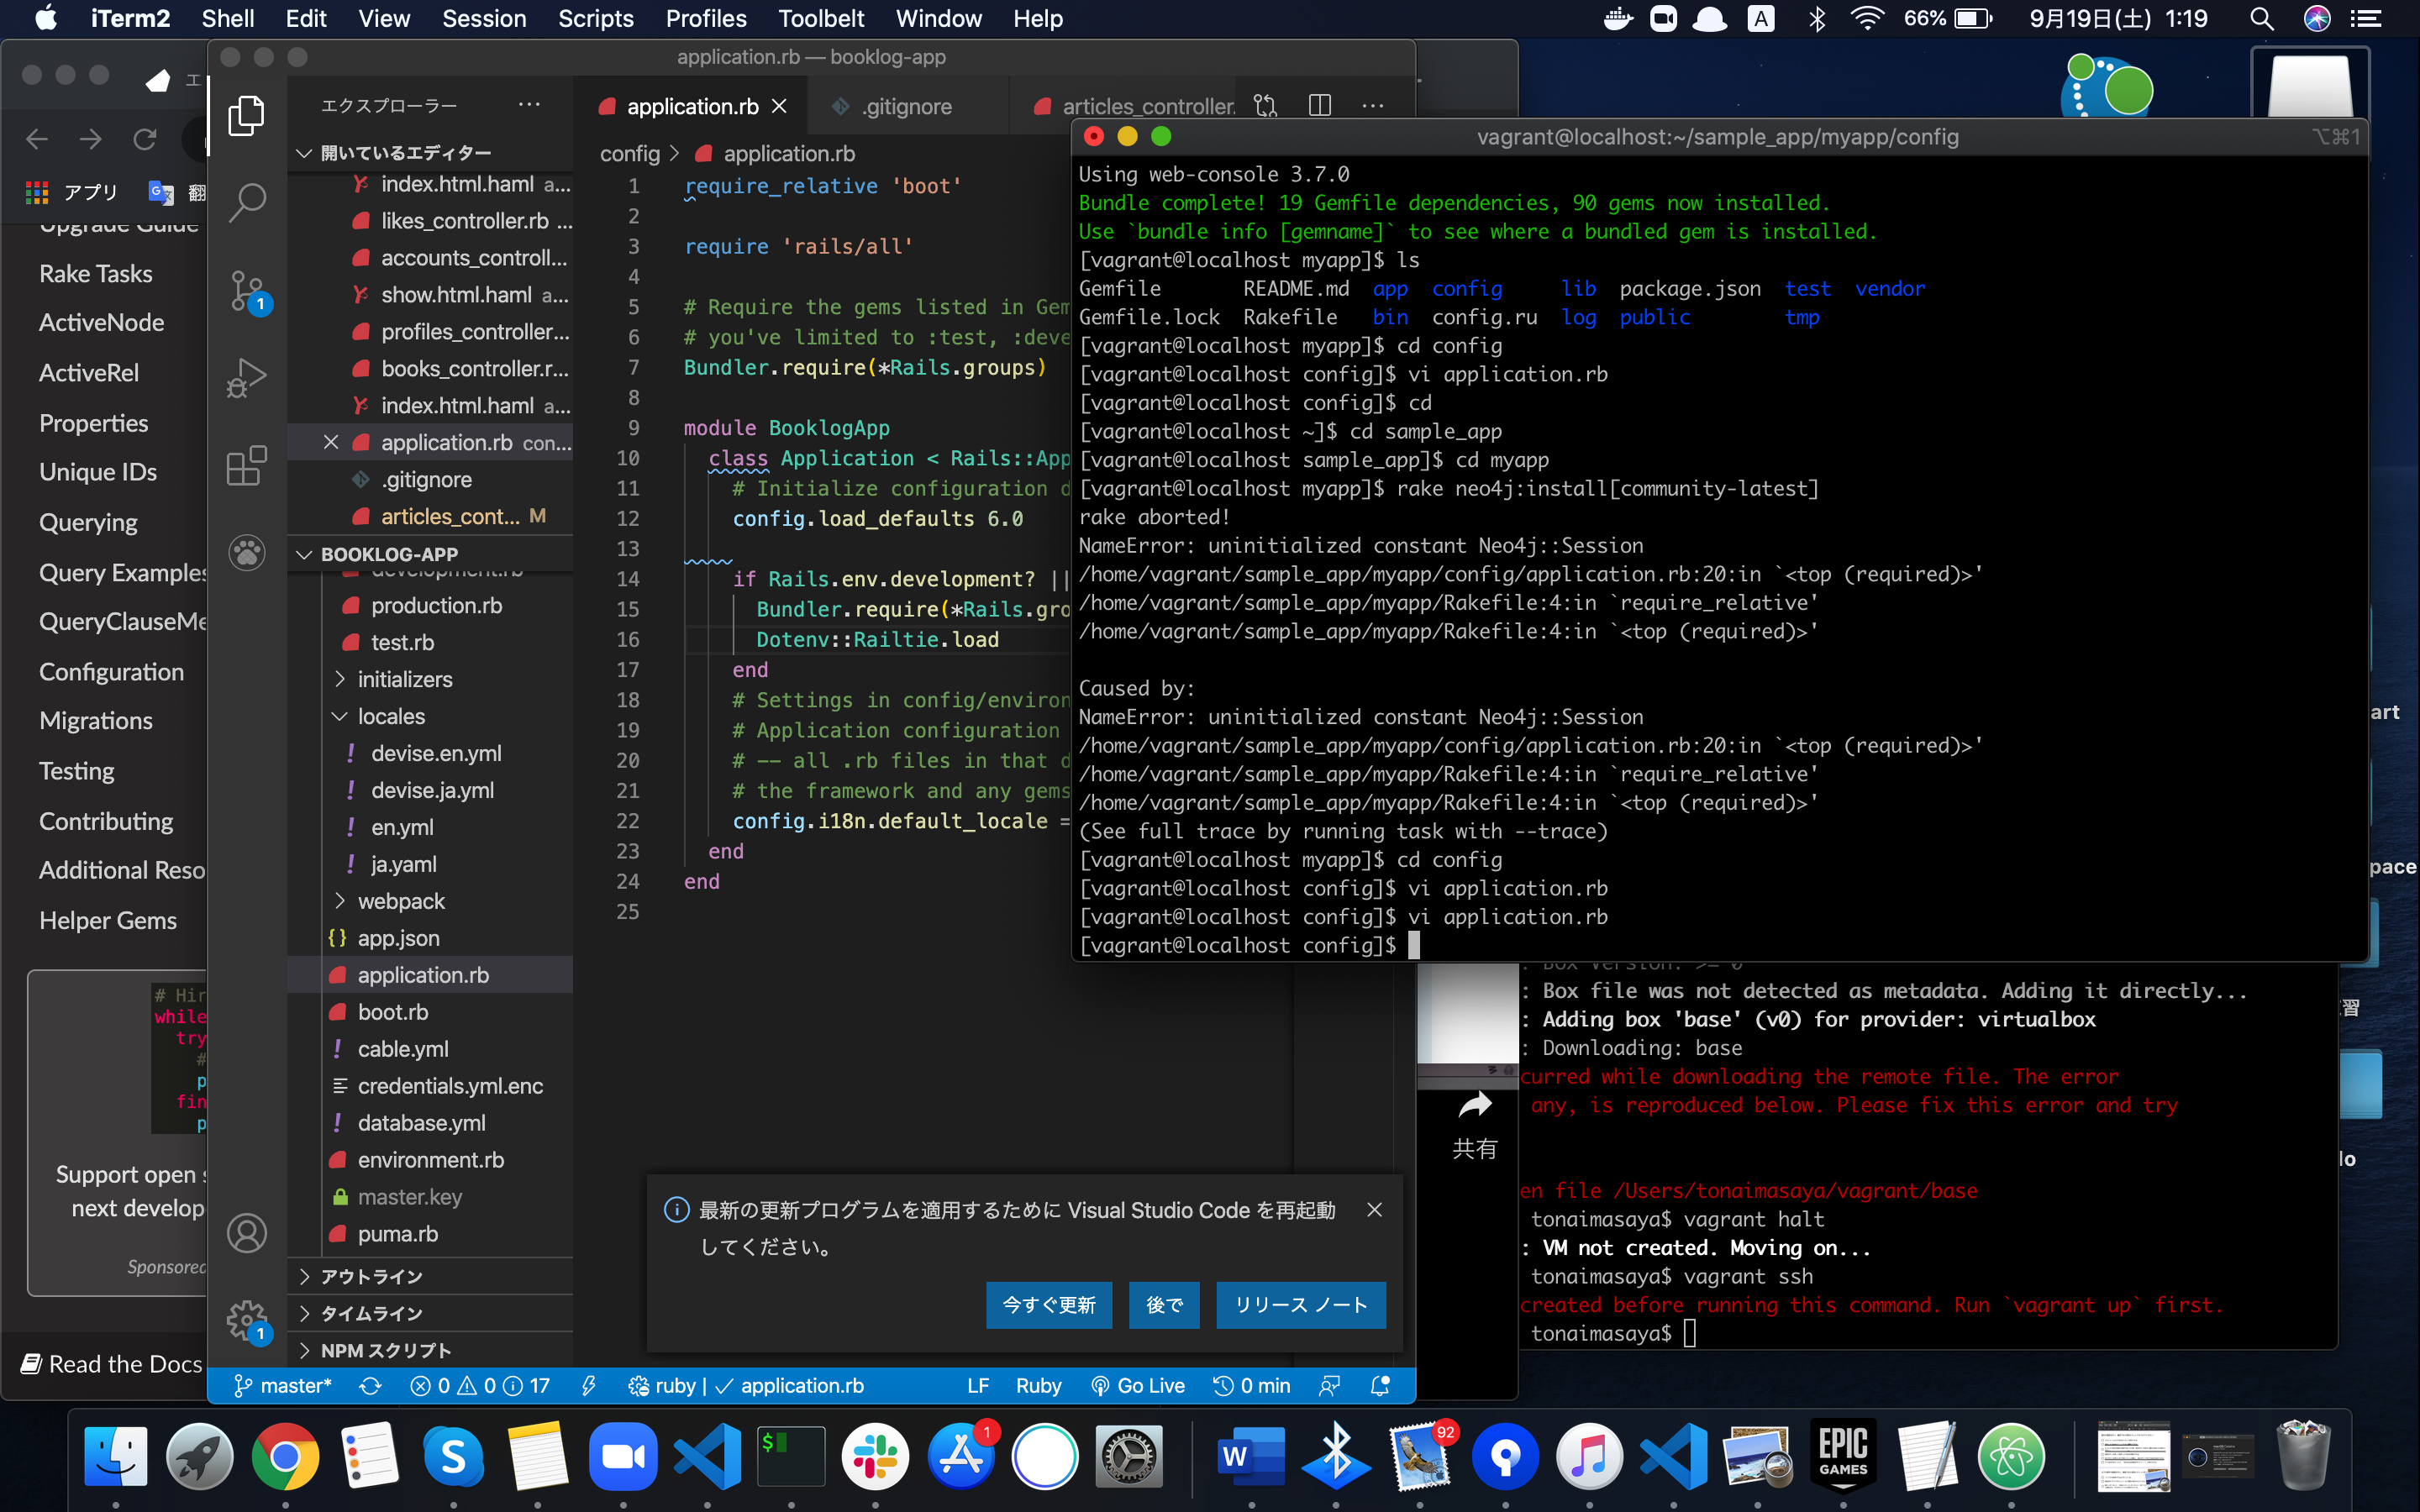 iTerm2 Shell Edit View Session Scripts Profiles Toolbelt Window Help
A 66% 9月19日(土) 1:19
エ
アプリ
翻
Upgrade Guide
Rake Tasks
ActiveNode
ActiveRel
Properties
Unique IDs
Querying
Query Examples
QueryClauseMe
Configuration
Migrations
Testing
Contributing
Additional Reso
Helper Gems
# Hir
while
try
#
p
fin
p
Support open s
next develop
Sponsored
Read the Docs
application.rb — booklog-app
エクスプローラー
開いているエディター
index.html.haml a...
likes_controller.rb ...
accounts_controll...
show.html.haml a...
profiles_controller...
books_controller.r...
index.html.haml a...
application.rb con...
.gitignore
articles_cont... M
BOOKLOG-APP
development.rb
production.rb
test.rb
initializers
locales
! devise.en.yml
! devise.ja.yml
! en.yml
! ja.yaml
webpack
{} app.json
application.rb
boot.rb
! cable.yml
credentials.yml.enc
! database.yml
environment.rb
master.key
puma.rb
アウトライン
タイムライン
NPM スクリプト
1
1
application.rb
.gitignore
articles_controller.
config > application.rb
1 require_relative 'boot'
2
3 require 'rails/all'
4
5 # Require the gems listed in Gem
6 # you've limited to :test, :deve
7 Bundler.require(*Rails.groups)
8
9 module BooklogApp
10 class Application < Rails::App
11 # Initialize configuration d
12 config.load_defaults 6.0
13
14 if Rails.env.development? ||
15 Bundler.require(*Rails.gro
16 Dotenv::Railtie.load
17 end
18 # Settings in config/environ
19 # Application configuration
20 # -- all .rb files in that d
21 # the framework and any gems
22 config.i18n.default_locale =
23 end
24 end
25
最新の更新プログラムを適用するために Visual Studio Code を再起動
してください。
今すぐ更新 後で リリース ノート
master* 0 0 17 ruby | ✓ application.rb LF Ruby Go Live 0 min
vagrant@localhost:~/sample_app/myapp/config ⌥⌘1
Using web-console 3.7.0
Bundle complete! 19 Gemfile dependencies, 90 gems now installed.
Use `bundle info [gemname]` to see where a bundled gem is installed.
[vagrant@localhost myapp]$ ls
Gemfile README.md app config lib package.json test vendor
Gemfile.lock Rakefile bin config.ru log public tmp
[vagrant@localhost myapp]$ cd config
[vagrant@localhost config]$ vi application.rb
[vagrant@localhost config]$ cd
[vagrant@localhost ~]$ cd sample_app
[vagrant@localhost sample_app]$ cd myapp
[vagrant@localhost myapp]$ rake neo4j:install[community-latest]
rake aborted!
NameError: uninitialized constant Neo4j::Session
/home/vagrant/sample_app/myapp/config/application.rb:20:in `<top (required)>'
/home/vagrant/sample_app/myapp/Rakefile:4:in `require_relative'
/home/vagrant/sample_app/myapp/Rakefile:4:in `<top (required)>'
Caused by:
NameError: uninitialized constant Neo4j::Session
/home/vagrant/sample_app/myapp/config/application.rb:20:in `<top (required)>'
/home/vagrant/sample_app/myapp/Rakefile:4:in `require_relative'
/home/vagrant/sample_app/myapp/Rakefile:4:in `<top (required)>'
(See full trace by running task with --trace)
[vagrant@localhost myapp]$ cd config
[vagrant@localhost config]$ vi application.rb
[vagrant@localhost config]$ vi application.rb
[vagrant@localhost config]$
: Box Version: >= 0
: Box file was not detected as metadata. Adding it directly...
: Adding box 'base' (v0) for provider: virtualbox
: Downloading: base
curred while downloading the remote file. The error
any, is reproduced below. Please fix this error and try
en file /Users/tonaimasaya/vagrant/base
tonaimasaya$ vagrant halt
: VM not created. Moving on...
tonaimasaya$ vagrant ssh
created before running this command. Run `vagrant up` first.
tonaimasaya$
共有
art
pace
習
lo
$
1
W
92
EPIC
GAMES